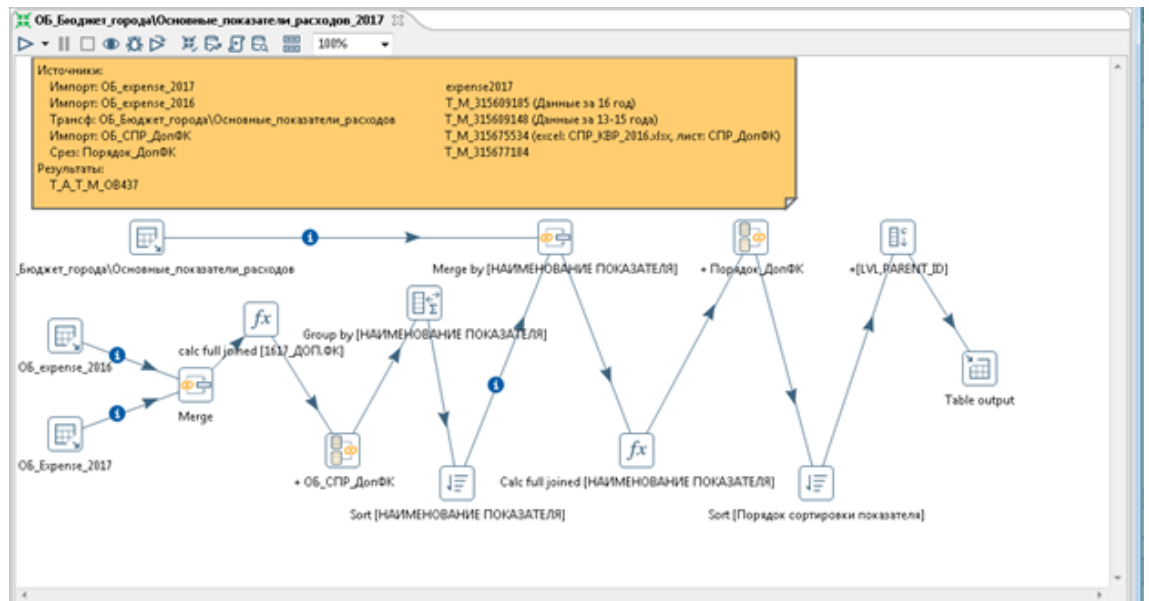 ОБ_Бюджет_города\Основные_показатели_расходов_2017
100%
Источники:
Импорт: ОБ_expense_2017 expense2017
Импорт: ОБ_expense_2016 T_M_315609185 (Данные за 16 год)
Трансф: ОБ_Бюджет_города\Основные_показатели_расходов T_M_315609148 (Данные за 13-15 года)
Импорт: ОБ_СПР_ДопФК T_M_315675534 (excel: СПР_КВР_2016.xlsx, лист: СПР_ДопФК)
Срез: Порядок_ДопФК T_M_315677184
Результаты:
T_A_T_M_OB437
_Бюджет_города\Основные_показатели_расходов
Merge by [НАИМЕНОВАНИЕ ПОКАЗАТЕЛЯ]
+ Порядок_ДопФК
+[LVL_PARENT_ID]
Group by [НАИМЕНОВАНИЕ ПОКАЗАТЕЛЯ]
calc full joined [1617_ДОП.ФК]
ОБ_expense_2016
Merge
Table output
ОБ_Expense_2017
+ ОБ_СПР_ДопФК
Calc full joined [НАИМЕНОВАНИЕ ПОКАЗАТЕЛЯ]
Sort [НАИМЕНОВАНИЕ ПОКАЗАТЕЛЯ]
Sort [Порядок сортировки показателя]